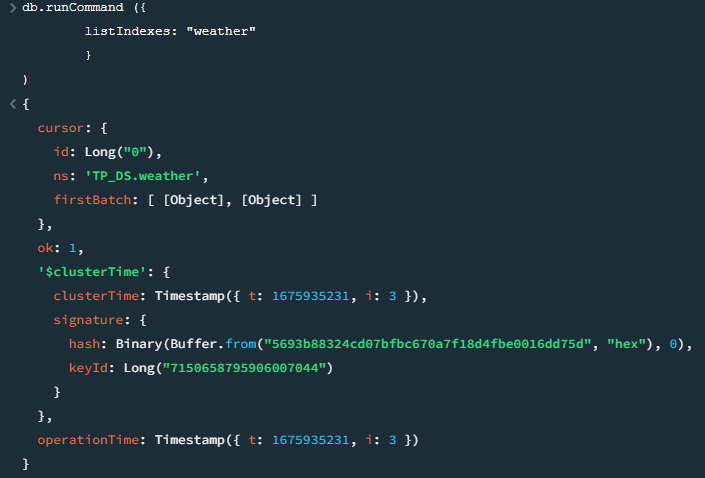 db.runCommand ({
listIndexes: "weather"
}
)
{
cursor: {
id: Long("0"),
ns: 'TP_DS.weather',
firstBatch: [ [Object], [Object] ]
},
ok: 1,
'$clusterTime': {
clusterTime: Timestamp({ t: 1675935231, i: 3 }),
signature: {
hash: Binary(Buffer.from("5693b88324cd07bfbc670a7f18d4fbe0016dd75d", "hex"), 0),
keyId: Long("7150658795906007044")
}
},
operationTime: Timestamp({ t: 1675935231, i: 3 })
}